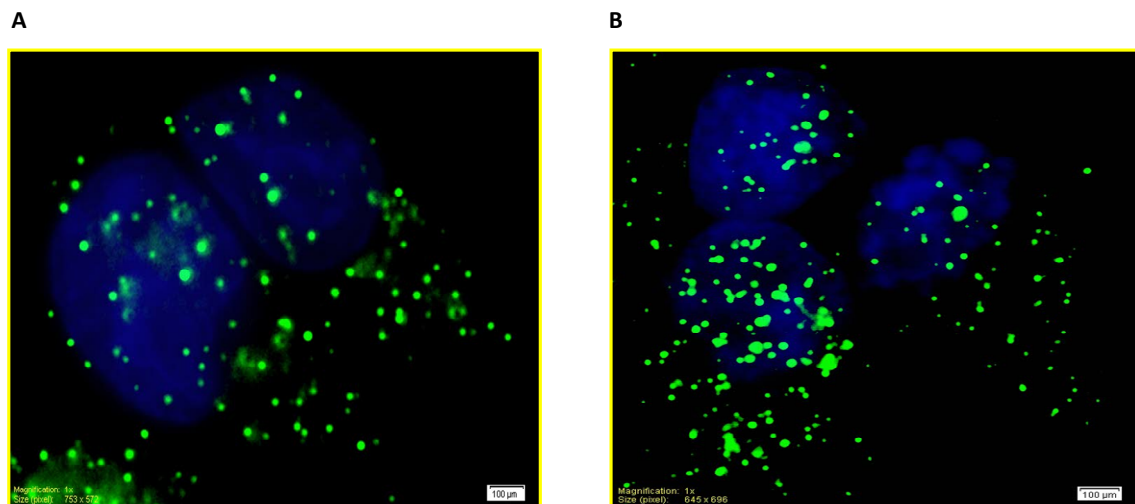 A
B
Magnification: 1x
Size (pixel): 753 x 572
100 µm
Magnification: 1x
Size (pixel): 645 x 696
100 µm